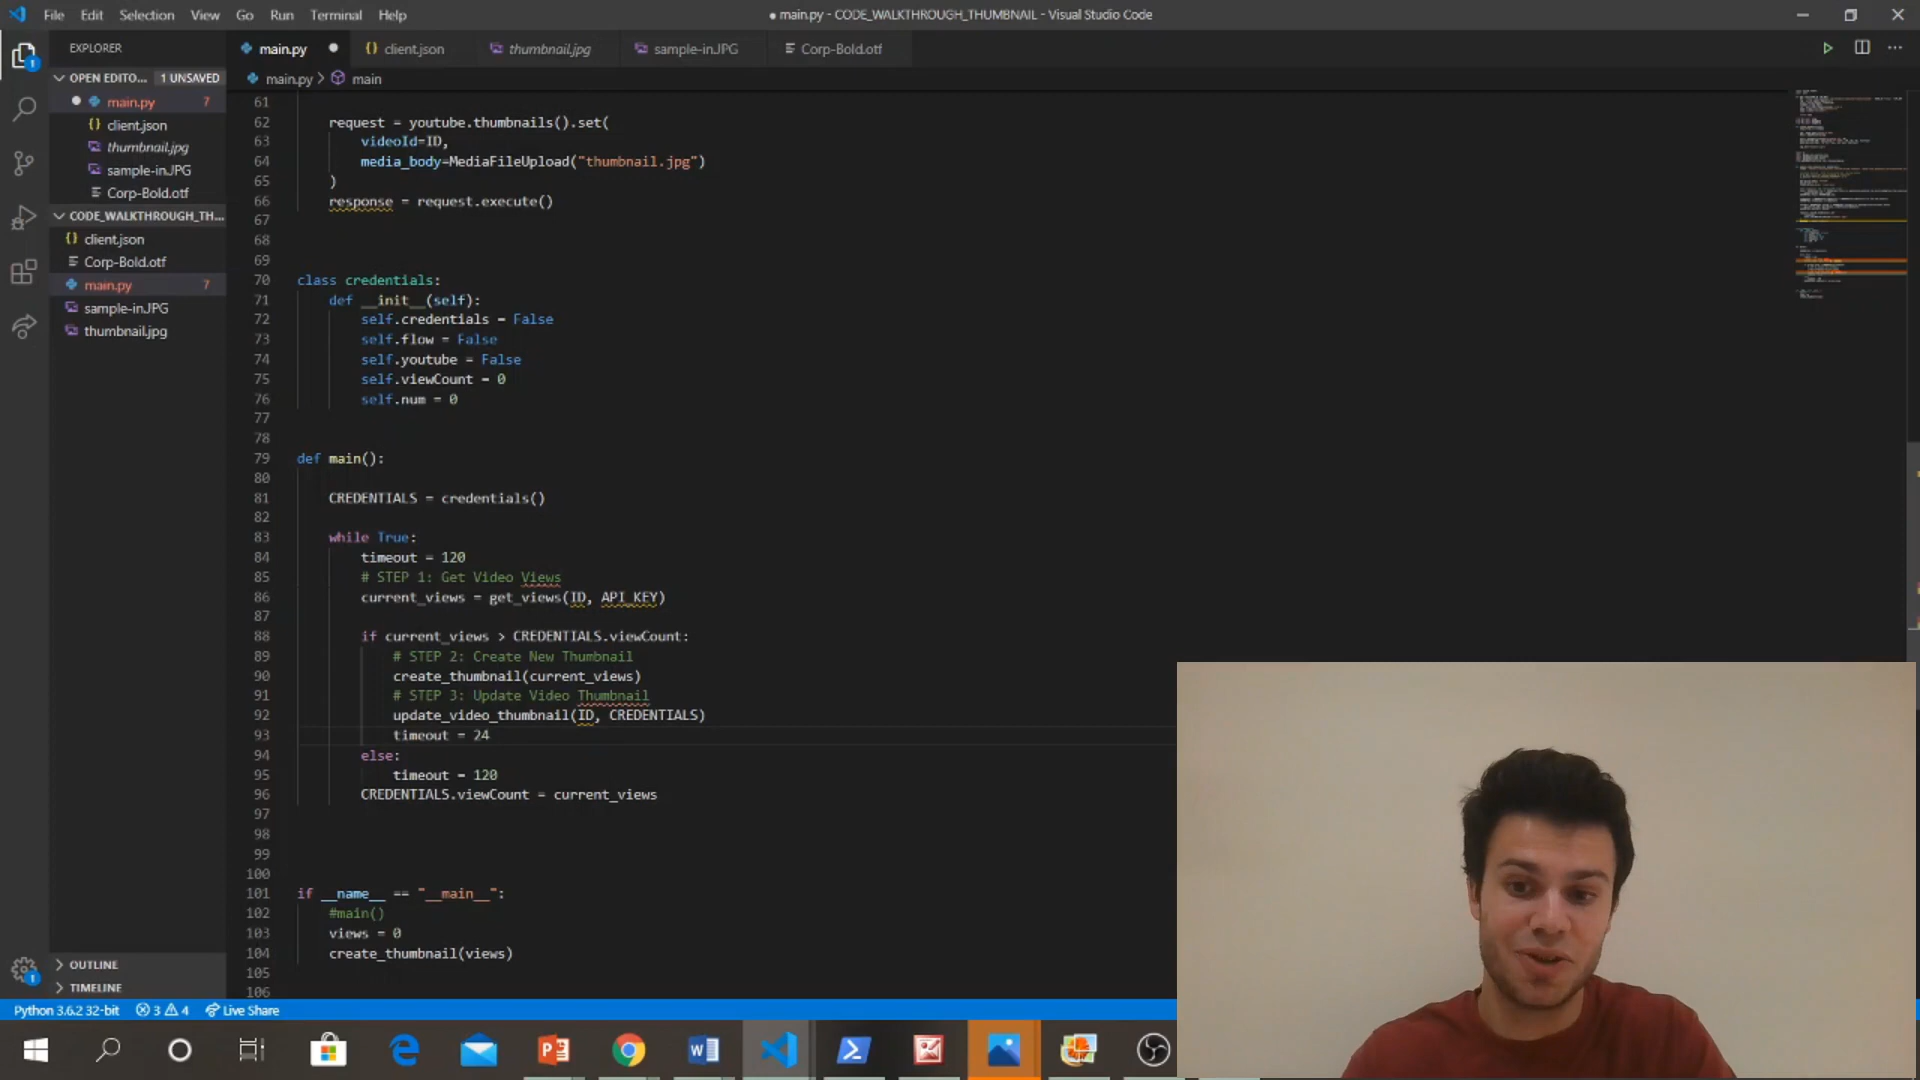 File Edit Selection View Go Run Terminal Help
● main.py - CODE_WALKTHROUGH_THUMBNAIL - Visual Studio Code
EXPLORER
main.py
client.json
thumbnail.jpg
sample-in.JPG
Corp-Bold.otf
main.py > main
OPEN EDITO... 1 UNSAVED
main.py 7
client.json
thumbnail.jpg
sample-in.JPG
Corp-Bold.otf
CODE_WALKTHROUGH_TH...
client.json
Corp-Bold.otf
main.py 7
sample-in.JPG
thumbnail.jpg
OUTLINE
TIMELINE
61
62 request = youtube.thumbnails().set(
63 videoId=ID,
64 media_body=MediaFileUpload("thumbnail.jpg")
65 )
66 response = request.execute()
67
68
69
70 class credentials:
71 def __init__(self):
72 self.credentials = False
73 self.flow = False
74 self.youtube = False
75 self.viewCount = 0
76 self.num = 0
77
78
79 def main():
80
81 CREDENTIALS = credentials()
82
83 while True:
84 timeout = 120
85 # STEP 1: Get Video Views
86 current_views = get_views(ID, API_KEY)
87
88 if current_views > CREDENTIALS.viewCount:
89 # STEP 2: Create New Thumbnail
90 create_thumbnail(current_views)
91 # STEP 3: Update Video Thumbnail
92 update_video_thumbnail(ID, CREDENTIALS)
93 timeout = 24
94 else:
95 timeout = 120
96 CREDENTIALS.viewCount = current_views
97
98
99
100
101 if __name__ == "__main__":
102 #main()
103 views = 0
104 create_thumbnail(views)
105
106
Python 3.6.2 32-bit 3 4 Live Share